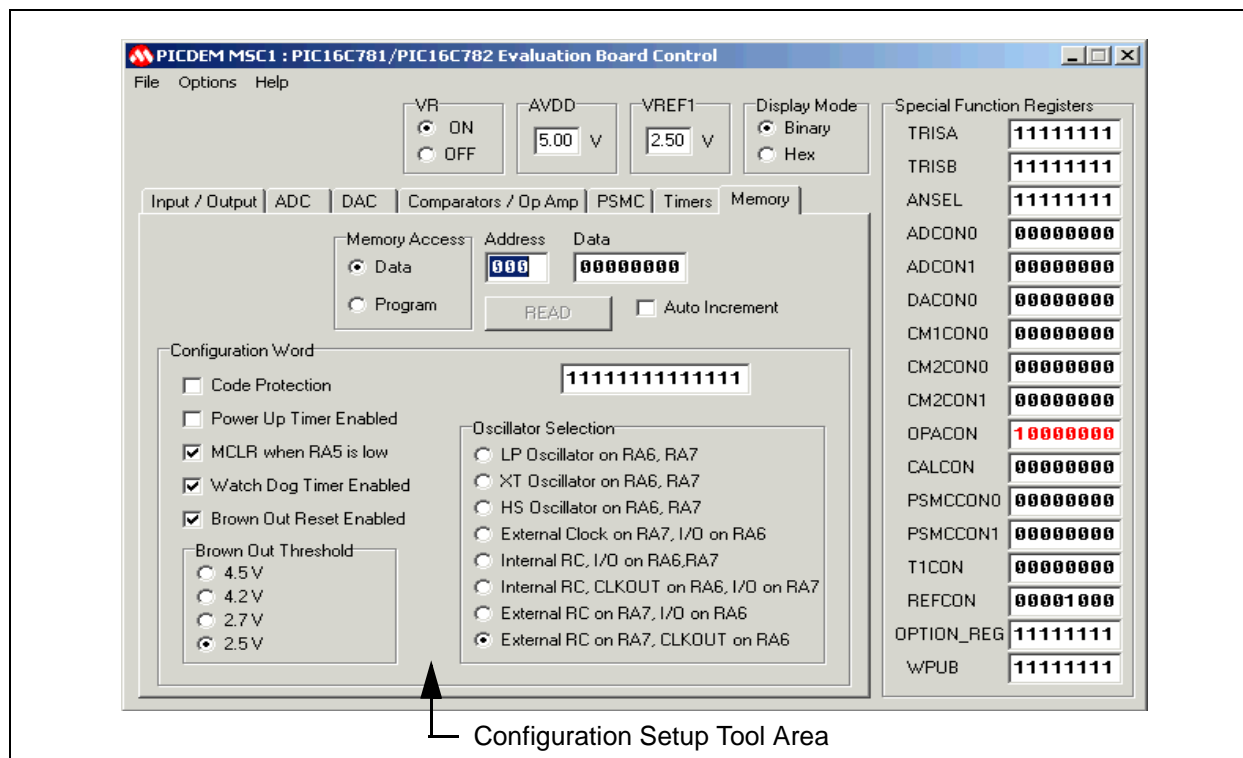 PICDEM MSC1 : PIC16C781/PIC16C782 Evaluation Board Control
File Options Help
VR
ON
OFF
AVDD
5.00 V
VREF1
2.50 V
Display Mode
Binary
Hex
Input / Output ADC DAC Comparators / Op Amp PSMC Timers Memory
Memory Access
Data
Program
Address Data
000 00000000
READ Auto Increment
Configuration Word
11111111111111
Code Protection
Power Up Timer Enabled
MCLR when RA5 is low
Watch Dog Timer Enabled
Brown Out Reset Enabled
Brown Out Threshold
4.5 V
4.2 V
2.7 V
2.5 V
Oscillator Selection
LP Oscillator on RA6, RA7
XT Oscillator on RA6, RA7
HS Oscillator on RA6, RA7
External Clock on RA7, I/O on RA6
Internal RC, I/O on RA6,RA7
Internal RC, CLKOUT on RA6, I/O on RA7
External RC on RA7, I/O on RA6
External RC on RA7, CLKOUT on RA6
Special Function Registers
TRISA 11111111
TRISB 11111111
ANSEL 11111111
ADCON0 00000000
ADCON1 00000000
DACON0 00000000
CM1CON0 00000000
CM2CON0 00000000
CM2CON1 00000000
OPACON 10000000
CALCON 00000000
PSMCCON0 00000000
PSMCCON1 00000000
T1CON 00000000
REFCON 00001000
OPTION_REG 11111111
WPUB 11111111
Configuration Setup Tool Area